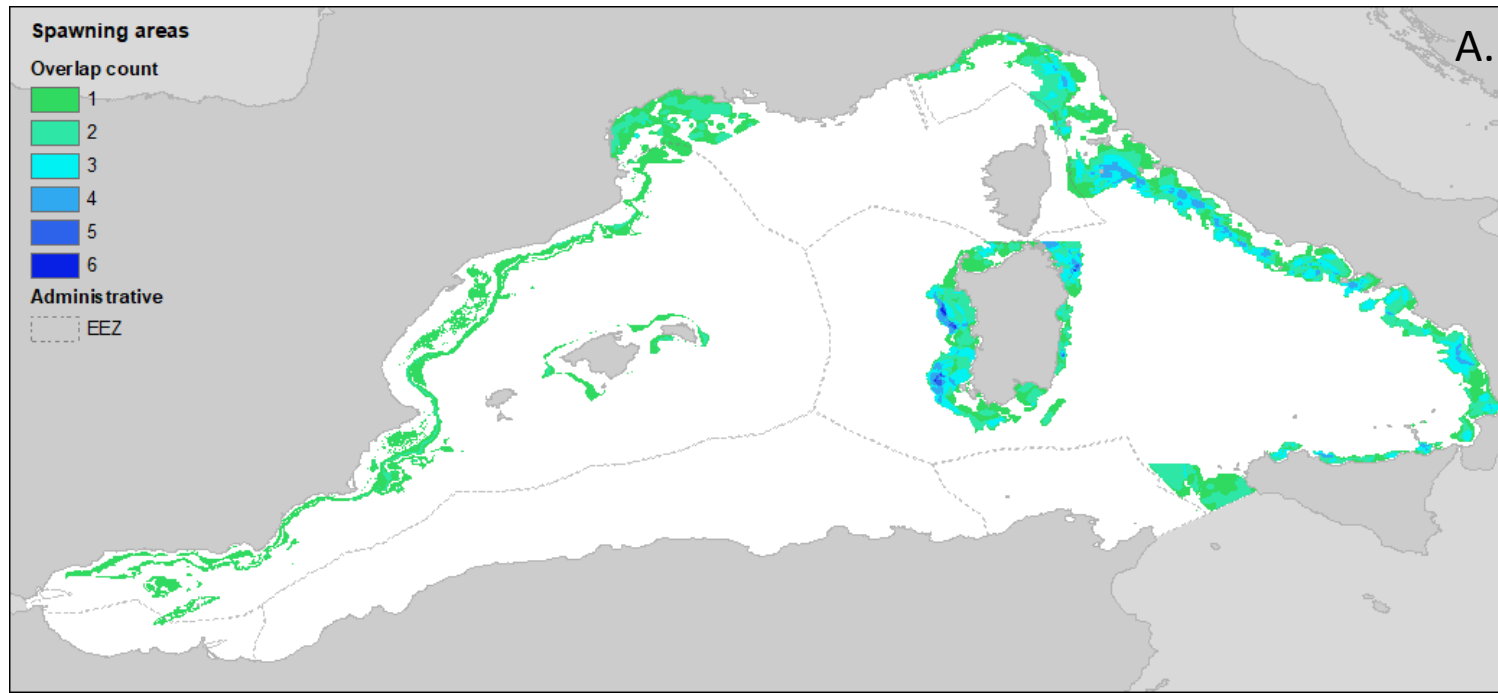 Spawning areas
Overlap count
1
2
3
4
5
6
Administrative
EEZ
A.